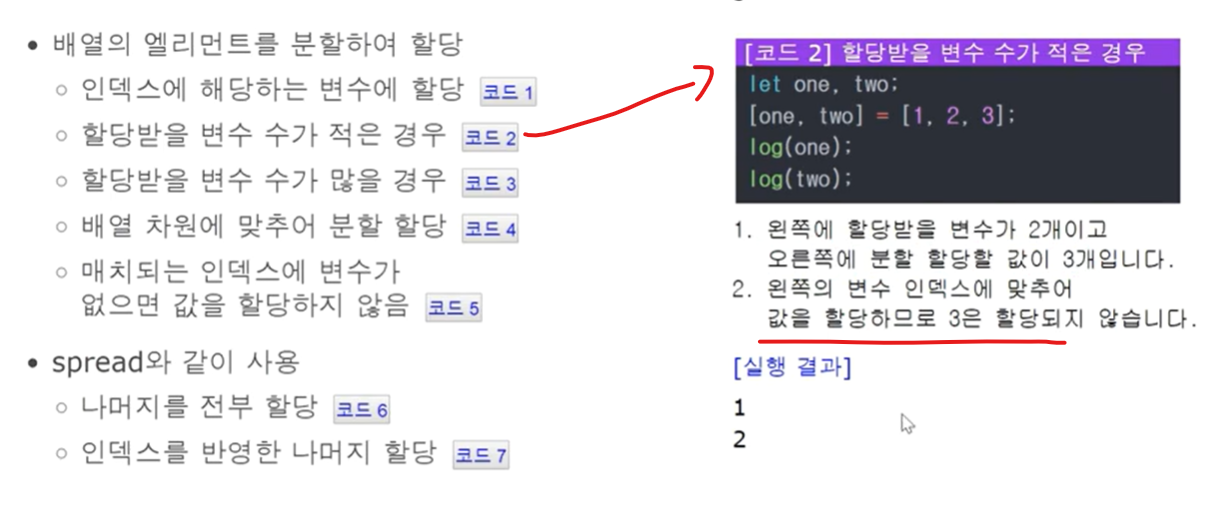 • 배열의 엘리먼트를 분할하여 할당
◦ 인덱스에 해당하는 변수에 할당 코드 1
◦ 할당받을 변수 수가 적은 경우 코드 2
◦ 할당받을 변수 수가 많을 경우 코드 3
◦ 배열 차원에 맞추어 분할 할당 코드 4
◦ 매치되는 인덱스에 변수가
없으면 값을 할당하지 않음 코드 5
• spread와 같이 사용
◦ 나머지를 전부 할당 코드 6
◦ 인덱스를 반영한 나머지 할당 코드 7
[코드 2] 할당받을 변수 수가 적은 경우
let one, two;
[one, two] = [1, 2, 3];
log(one);
log(two);
1. 왼쪽에 할당받을 변수가 2개이고
오른쪽에 분할 할당할 값이 3개입니다.
2. 왼쪽의 변수 인덱스에 맞추어
값을 할당하므로 3은 할당되지 않습니다.
[실행 결과]
1
2